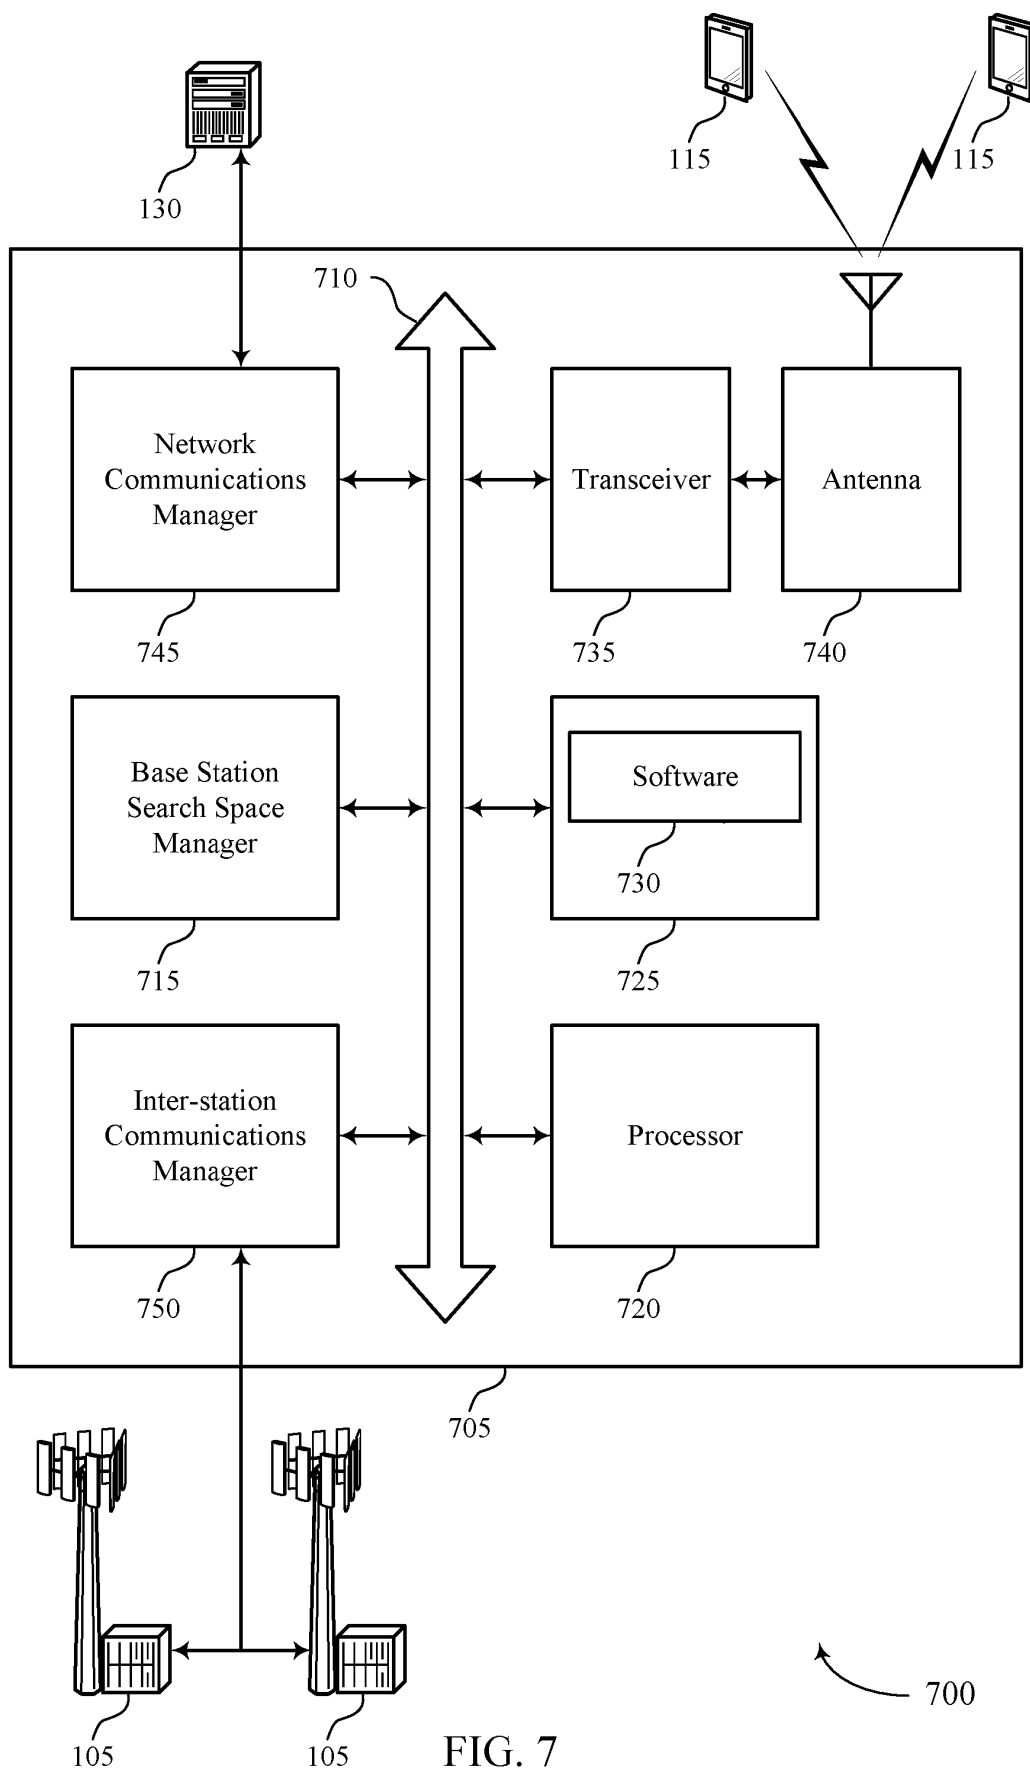 130
115
115
710
Network
Communications
Manager
745
Transceiver
735
Antenna
740
Base Station
Search Space
Manager
715
Software
730
725
Inter-station
Communications
Manager
750
Processor
720
705
105
105
700
FIG. 7